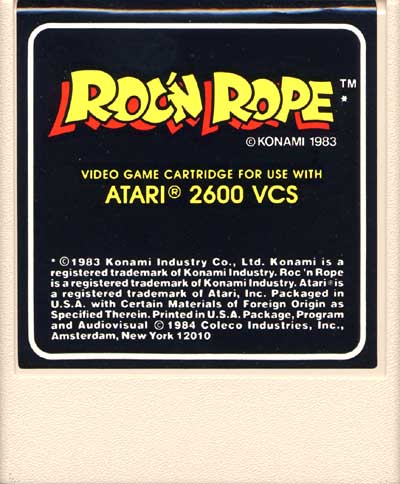 ROC'N ROPE™
*
© KONAMI 1983
VIDEO GAME CARTRIDGE FOR USE WITH
ATARI® 2600 VCS
* © 1983 Konami Industry Co., Ltd. Konami is a
registered trademark of Konami Industry. Roc 'n Rope
is a registered trademark of Konami Industry. Atari® is
a registered trademark of Atari, Inc. Packaged in
U.S.A. with Certain Materials of Foreign Origin as
Specified Therein. Printed in U.S.A. Package, Program
and Audiovisual © 1984 Coleco Industries, Inc.,
Amsterdam, New York 12010